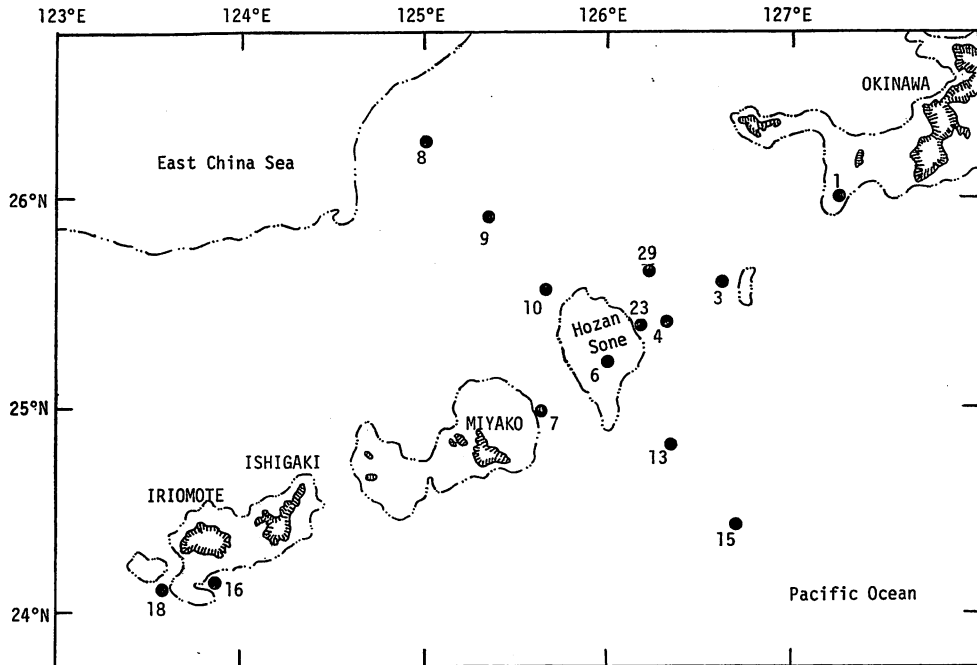 123°E 124°E 125°E 126°E 127°E
OKINAWA
East China Sea
8
1
26°N
9
29
10
3
23
4
Hozan
Sone
6
25°N
MIYAKO
7
13
ISHIGAKI
IRIOMOTE
15
16
18
Pacific Ocean
24°N